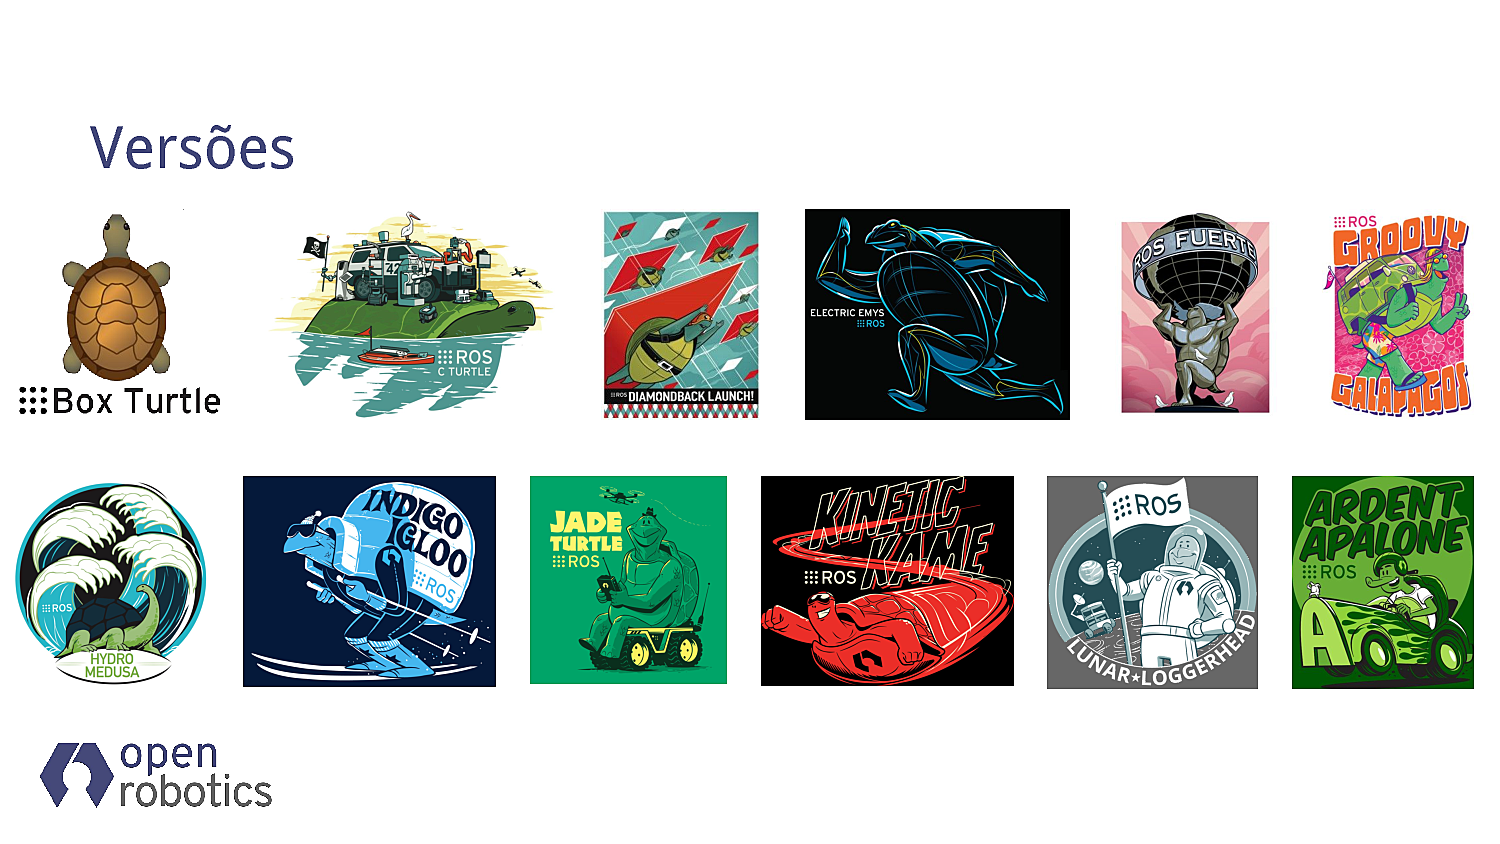 Versões
Box Turtle
42
ROS
C TURTLE
ROS DIAMONDBACK LAUNCH!
ELECTRIC EMYS
ROS
ROS FUERTE
ROS
GROOVY
GALAPAGOS
ROS
HYDRO
MEDUSA
INDIGO
IGLOO
ROS
JADE
TURTLE
ROS
KINETIC
KAME
ROS
ROS
LUNAR★LOGGERHEAD
ARDENT
APALONE
ROS
A
open
robotics